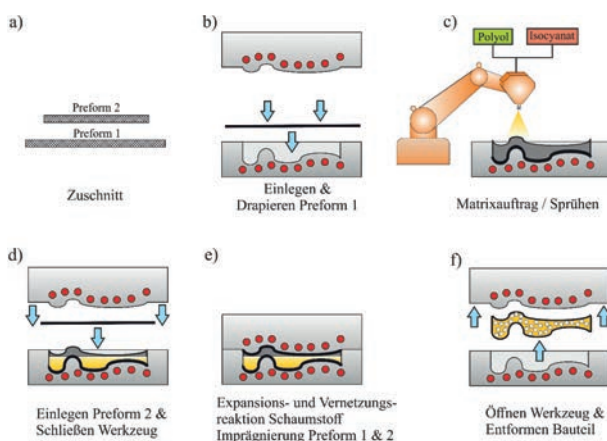 a)
Preform 2
Preform 1
Zuschnitt
b)
Einlegen &
Drapieren Preform 1
c)
Polyol
Isocyanat
Matrixauftrag / Sprühen
d)
Einlegen Preform 2 &
Schließen Werkzeug
e)
Expansions- und Vernetzungs-
reaktion Schaumstoff
Imprägnierung Preform 1 & 2
f)
Öffnen Werkzeug &
Entformen Bauteil